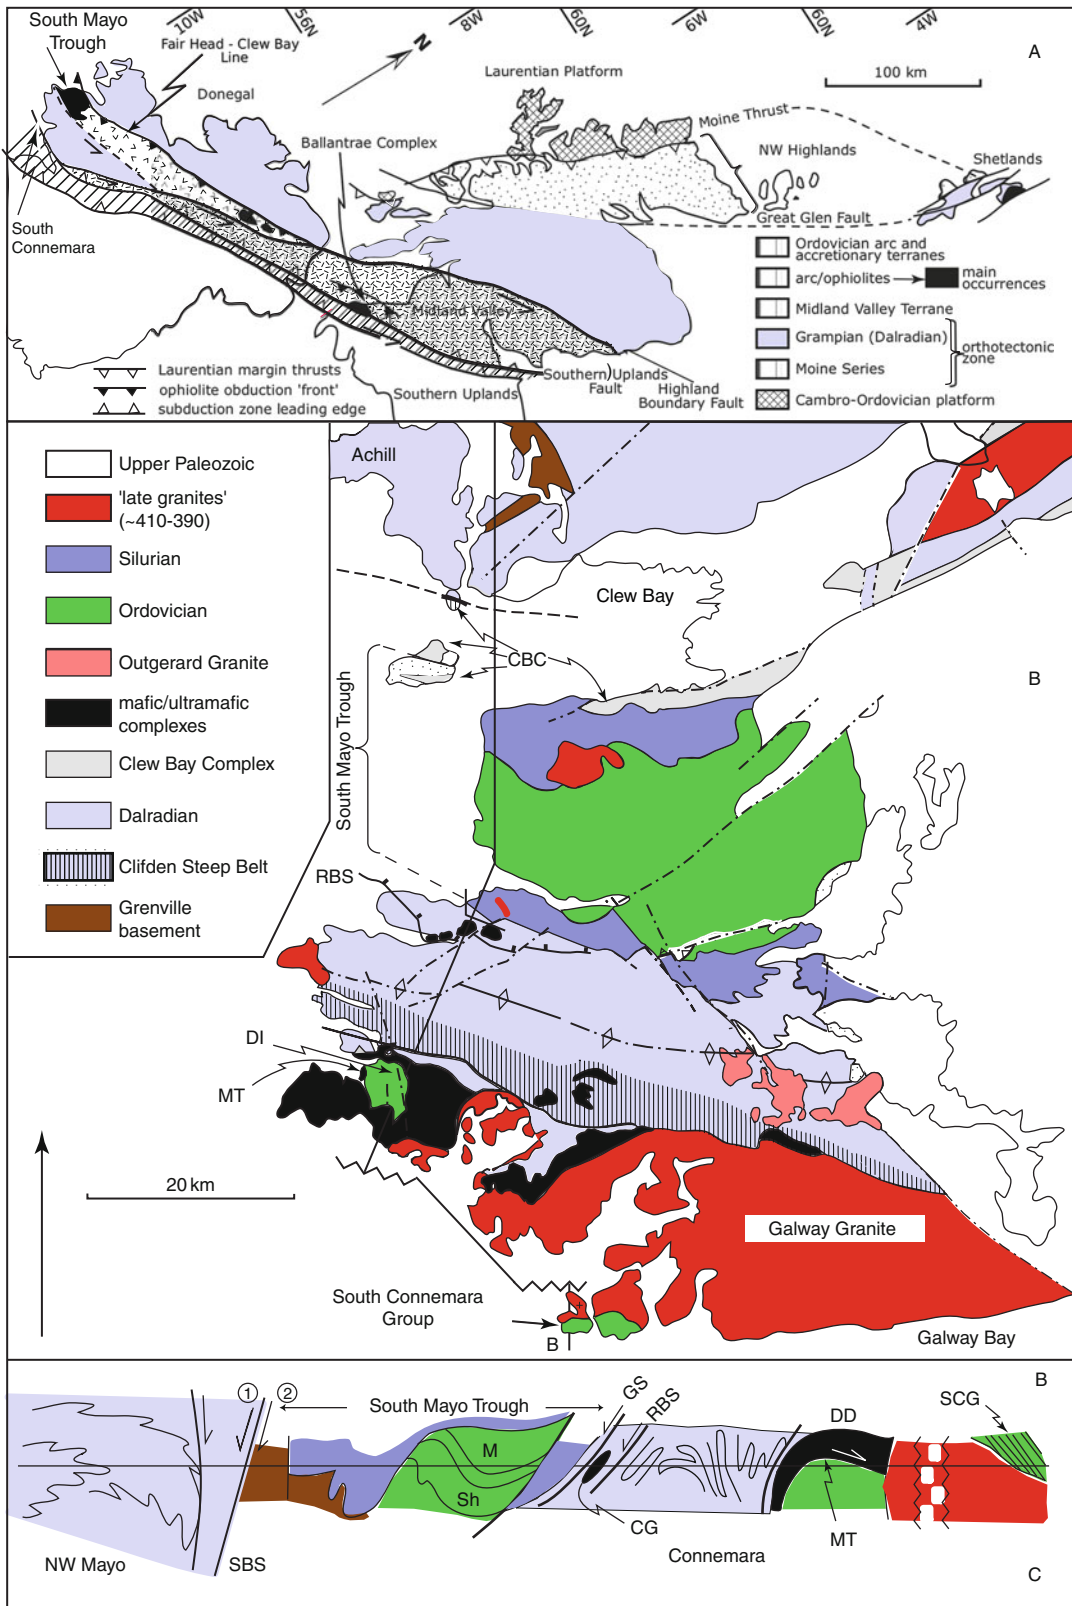 10W
56N
8W
60N
6W
60N
4W
South Mayo
Trough
Fair Head - Clew Bay
Line
N
A
Donegal
Laurentian Platform
100 km
Ballantrae Complex
Moine Thrust
NW Highlands
Shetlands
Great Glen Fault
South
Connemara
Midland Valley
Ordovician arc and
accretionary terranes
arc/ophiolites
main
occurrences
Midland Valley Terrane
Grampian (Dalradian)
orthotectonic
zone
Moine Series
Cambro-Ordovician platform
Laurentian margin thrusts
ophiolite obduction 'front'
subduction zone leading edge
Southern Uplands
Southern Uplands
Fault
Highland
Boundary Fault
Upper Paleozoic
'late granites'
(~410-390)
Silurian
Ordovician
Outgerard Granite
mafic/ultramafic
complexes
Clew Bay Complex
Dalradian
Clifden Steep Belt
Grenville
basement
Achill
Clew Bay
CBC
B
South Mayo Trough
RBS
DI
MT
20 km
Galway Granite
South Connemara
Group
B
Galway Bay
B
1
2
South Mayo Trough
GS
RBS
DD
SCG
M
Sh
CG
MT
NW Mayo
SBS
Connemara
C